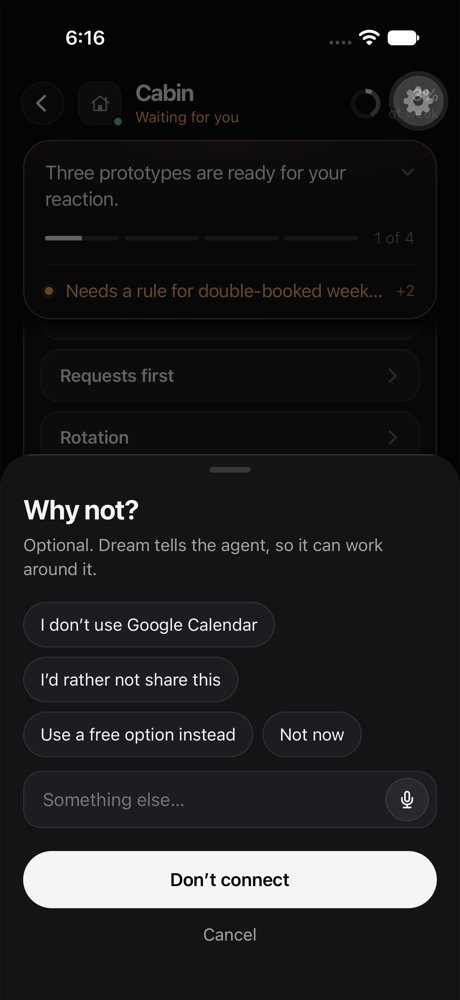 6:16
Cabin
Waiting for you
Three prototypes are ready for your
reaction.
1 of 4
Needs a rule for double-booked week...
+2
Requests first
Rotation
Why not?
Optional. Dream tells the agent, so it can work
around it.
I don’t use Google Calendar
I’d rather not share this
Use a free option instead
Not now
Something else...
Don’t connect
Cancel